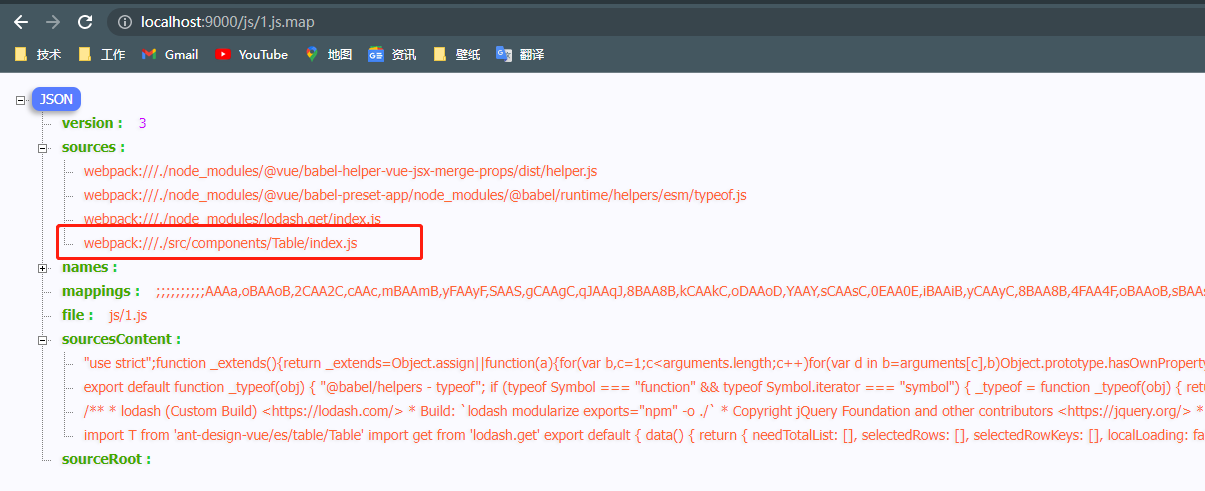 localhost:9000/js/1.js.map
技术 工作 Gmail YouTube 地图 资讯 壁纸 翻译
JSON
version : 3
sources :
webpack:///./node_modules/@vue/babel-helper-vue-jsx-merge-props/dist/helper.js
webpack:///./node_modules/@vue/babel-preset-app/node_modules/@babel/runtime/helpers/esm/typeof.js
webpack:///./node_modules/lodash.get/index.js
webpack:///./src/components/Table/index.js
names :
mappings : ;;;;;;;;;;AAAa,oBAAoB,2CAA2C,cAAc,mBAAmB,yFAAyF,SAAS,gCAAgC,qJAAqJ,8BAA8B,kCAAkC,oDAAoD,YAAY,sCAAsC,0EAA0E,iBAAiB,yCAAyC,8BAA8B,4FAA4F,oBAAoB,sBAAs
file : js/1.js
sourcesContent :
"use strict";function _extends(){return _extends=Object.assign||function(a){for(var b,c=1;c<arguments.length;c++)for(var d in b=arguments[c],b)Object.prototype.hasOwnProperty
export default function _typeof(obj) { "@babel/helpers - typeof"; if (typeof Symbol === "function" && typeof Symbol.iterator === "symbol") { _typeof = function _typeof(obj) { retu
/** * lodash (Custom Build) <https://lodash.com/> * Build: `lodash modularize exports="npm" -o ./` * Copyright jQuery Foundation and other contributors <https://jquery.org/> *
import T from 'ant-design-vue/es/table/Table' import get from 'lodash.get' export default { data() { return { needTotalList: [], selectedRows: [], selectedRowKeys: [], localLoading: fa
sourceRoot :